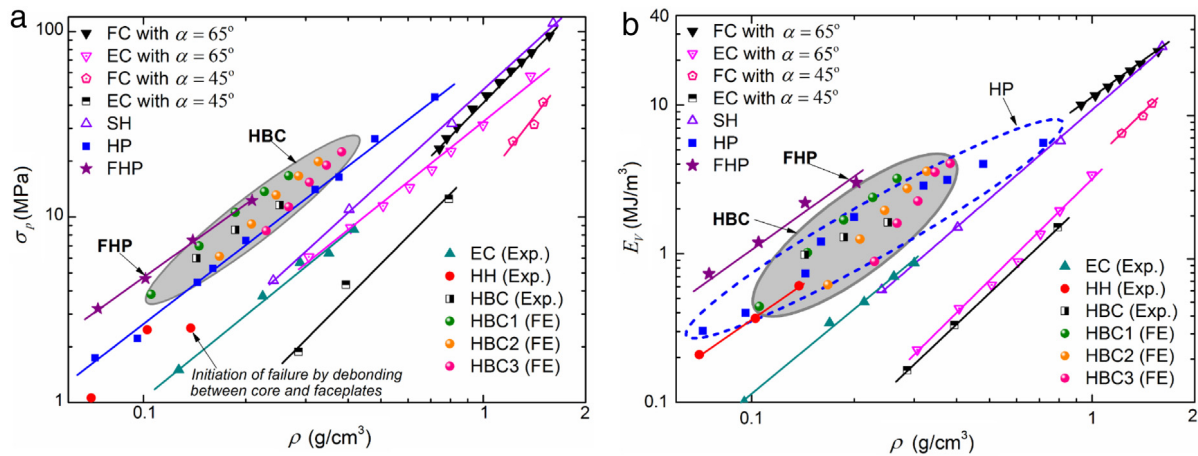 a
100
10
1
σp (MPa)
FC with α = 65°
EC with α = 65°
FC with α = 45°
EC with α = 45°
SH
HP
FHP
HBC
FHP
EC (Exp.)
HH (Exp.)
HBC (Exp.)
HBC1 (FE)
HBC2 (FE)
HBC3 (FE)
Initiation of failure by debonding
between core and faceplates
0.1 1 2
ρ (g/cm³)
b
40
10
1
0.1
EV (MJ/m³)
FC with α = 65°
EC with α = 65°
FC with α = 45°
EC with α = 45°
SH
HP
FHP
HP
FHP
HBC
EC (Exp.)
HH (Exp.)
HBC (Exp.)
HBC1 (FE)
HBC2 (FE)
HBC3 (FE)
0.1 1 2
ρ (g/cm³)